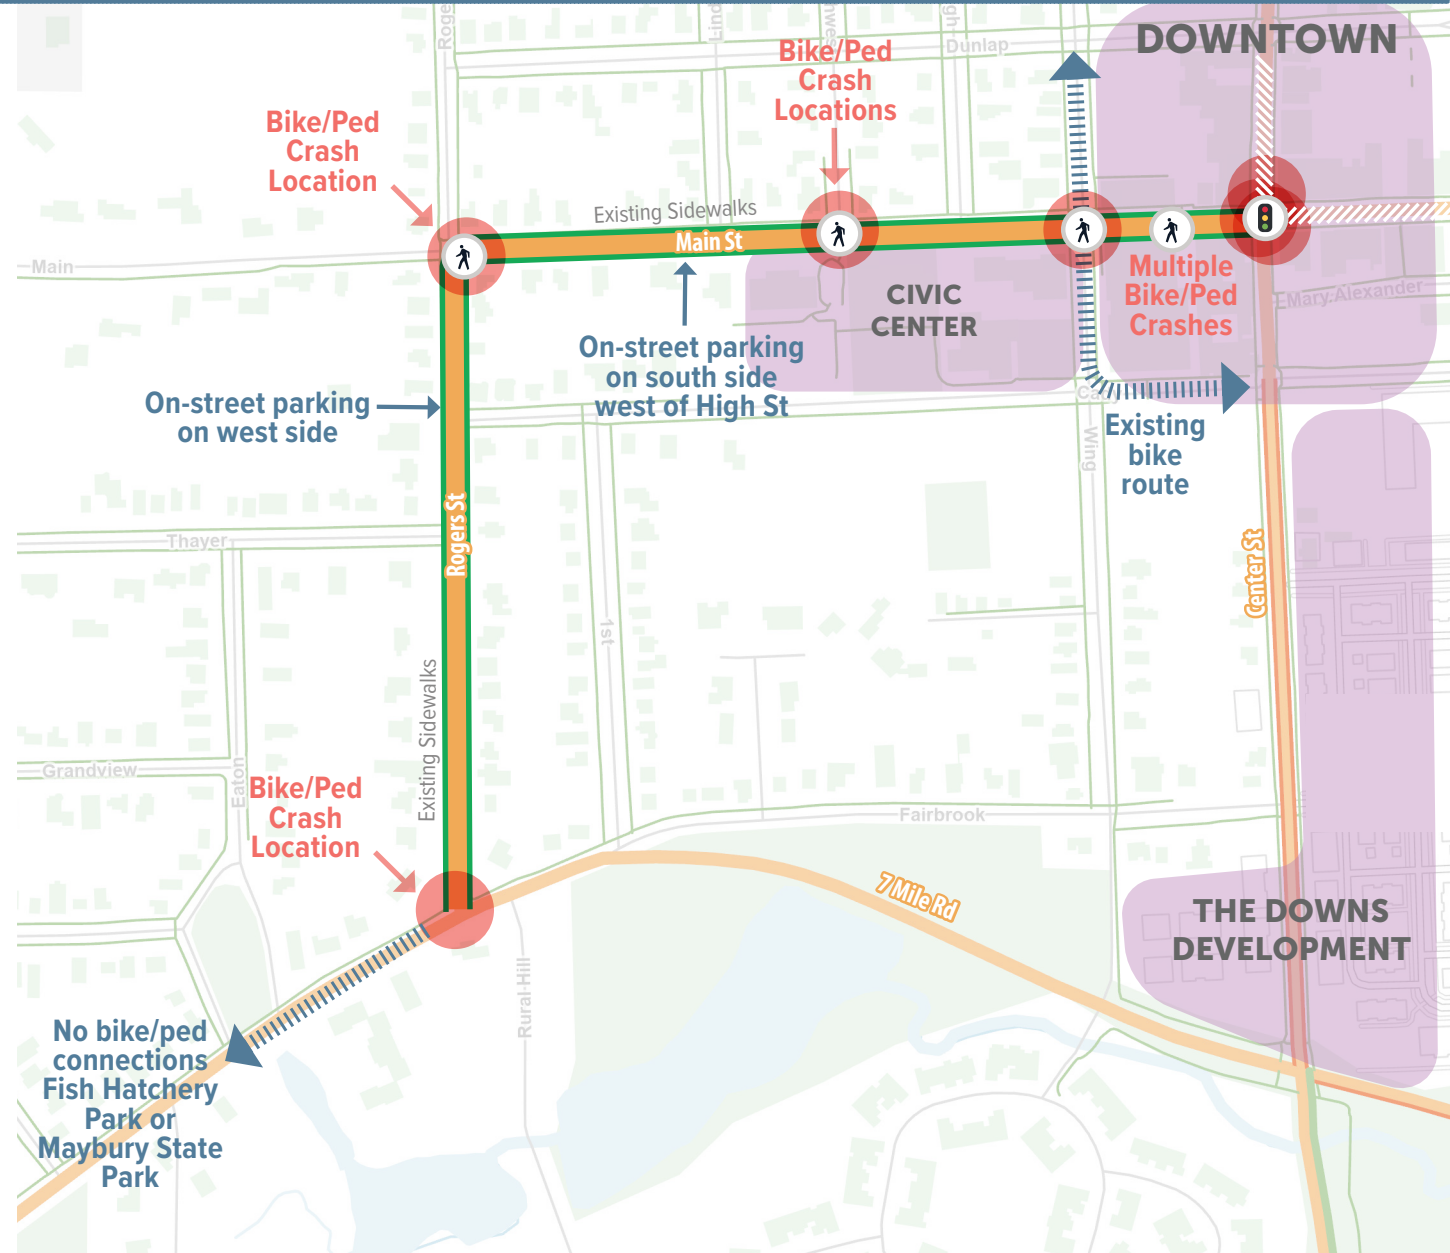 DOWNTOWN
Roge
Lind
hwes
gh
Dunlap
Bike/Ped
Crash
Locations
Bike/Ped
Crash
Location
Existing Sidewalks
Main St
Main
Multiple
Bike/Ped
Crashes
Mary Alexander
CIVIC
CENTER
On-street parking
on south side
west of High St
On-street parking
on west side
Existing
bike
route
Wing
Rogers St
Thayer
Center St
1st
Existing Sidewalks
Grandview
Eaton
Bike/Ped
Crash
Location
Fairbrook
7 Mile Rd
THE DOWNS
DEVELOPMENT
Rural Hill
No bike/ped
connections
Fish Hatchery
Park or
Maybury State
Park